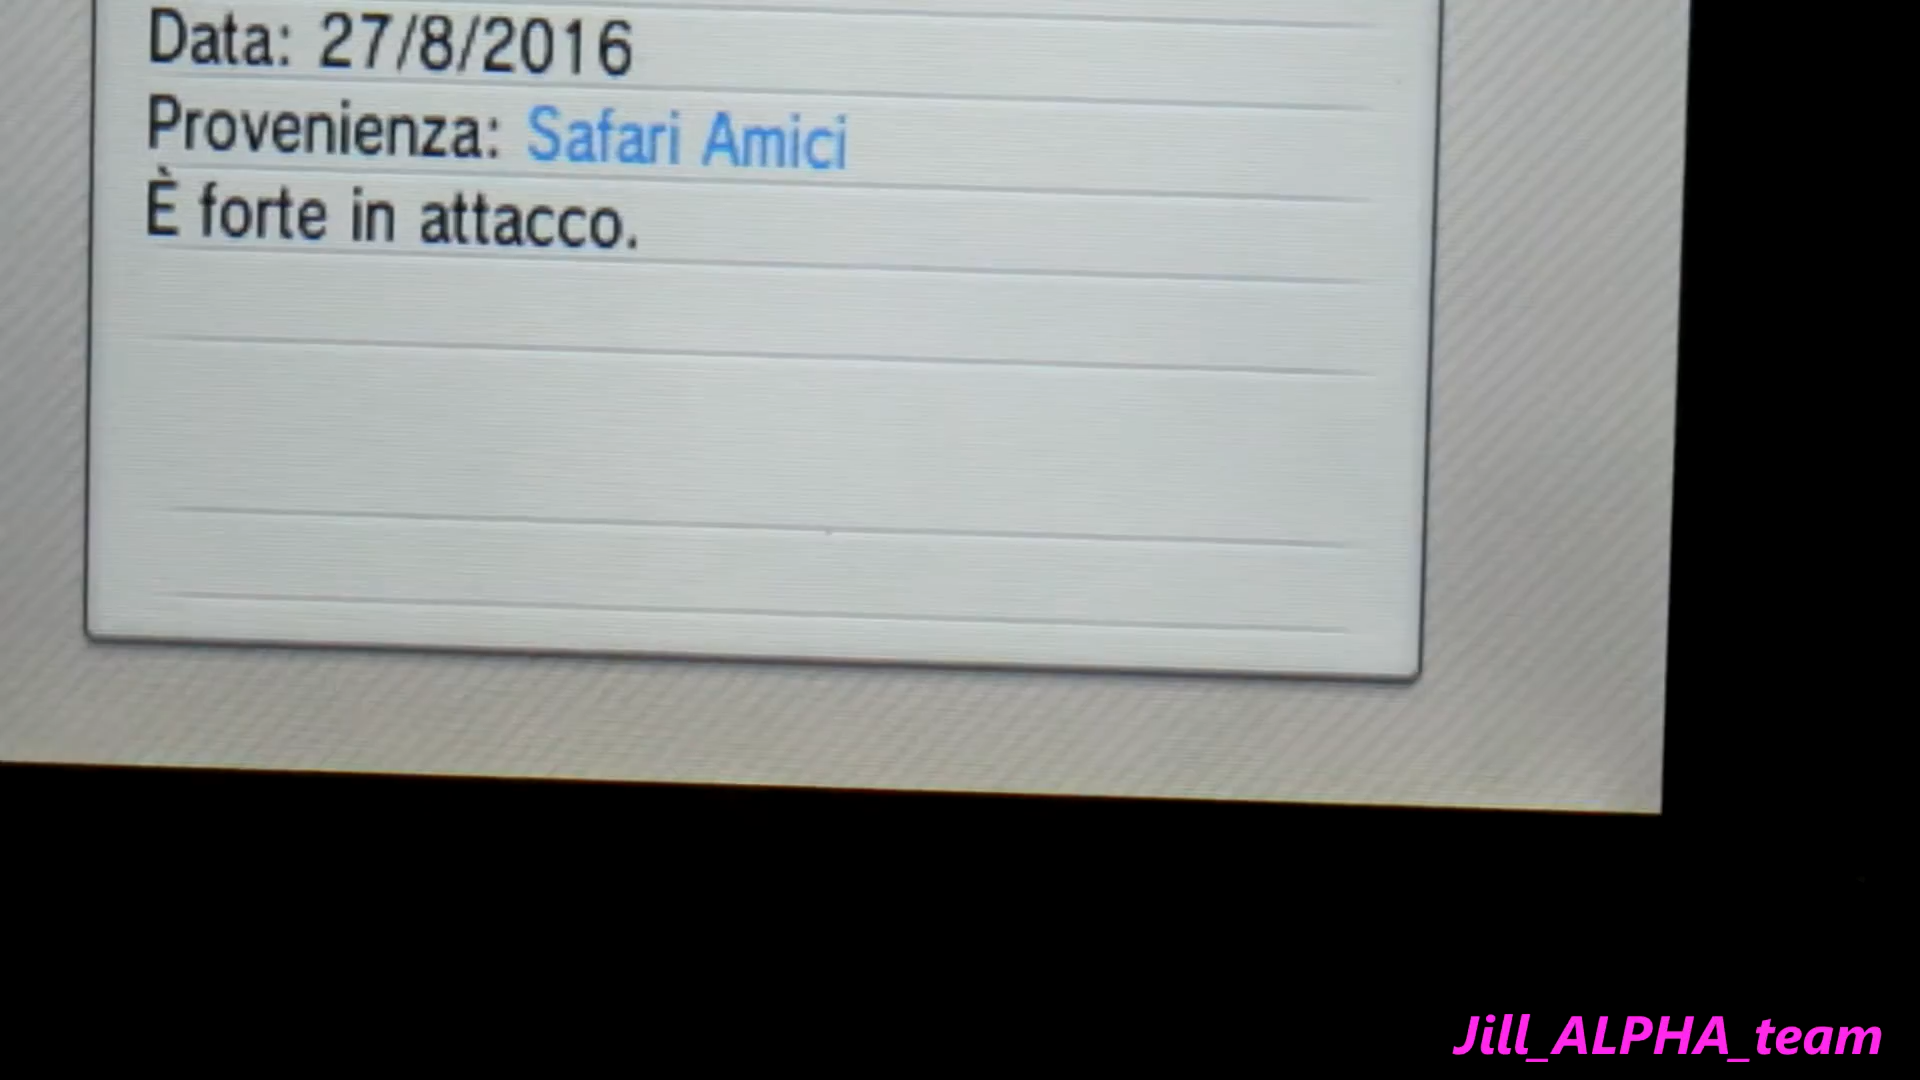 Data: 27/8/2016
Provenienza: Safari Amici
È forte in attacco.
Jill_ALPHA_team